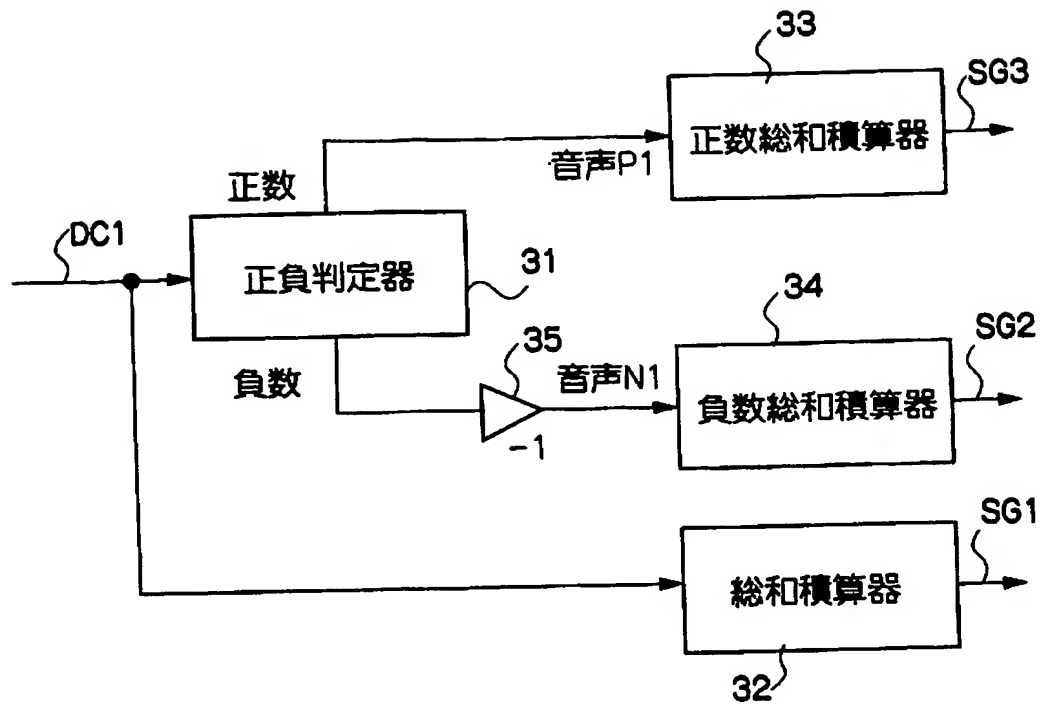 33
SG3
正数総和積算器
音声P1
正数
DC1
正負判定器
31
34
SG2
35
負数
音声N1
負数総和積算器
-1
SG1
総和積算器
32